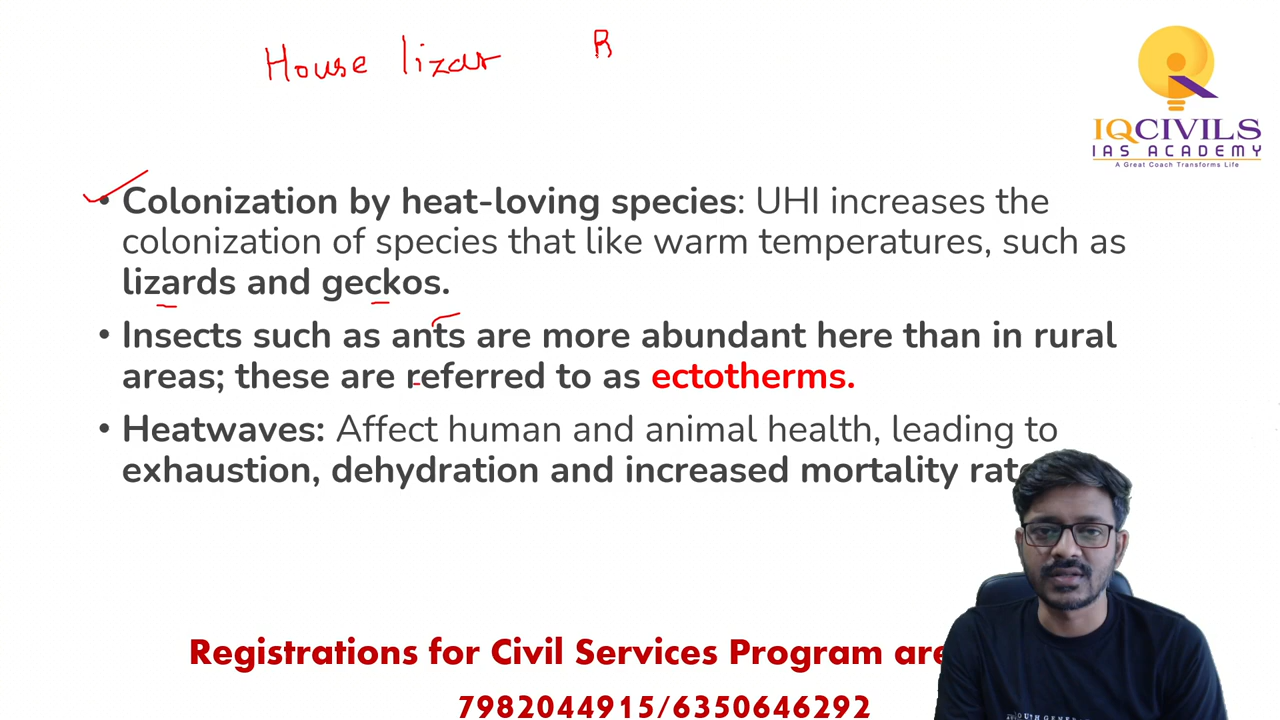 House lizar B
IQCIVILS
IAS ACADEMY
A Great Coach Transforms Life
• Colonization by heat-loving species: UHI increases the
colonization of species that like warm temperatures, such as
lizards and geckos.
• Insects such as ants are more abundant here than in rural
areas; these are referred to as ectotherms.
• Heatwaves: Affect human and animal health, leading to
exhaustion, dehydration and increased mortality rat
Registrations for Civil Services Program are
7982044915/6350646292